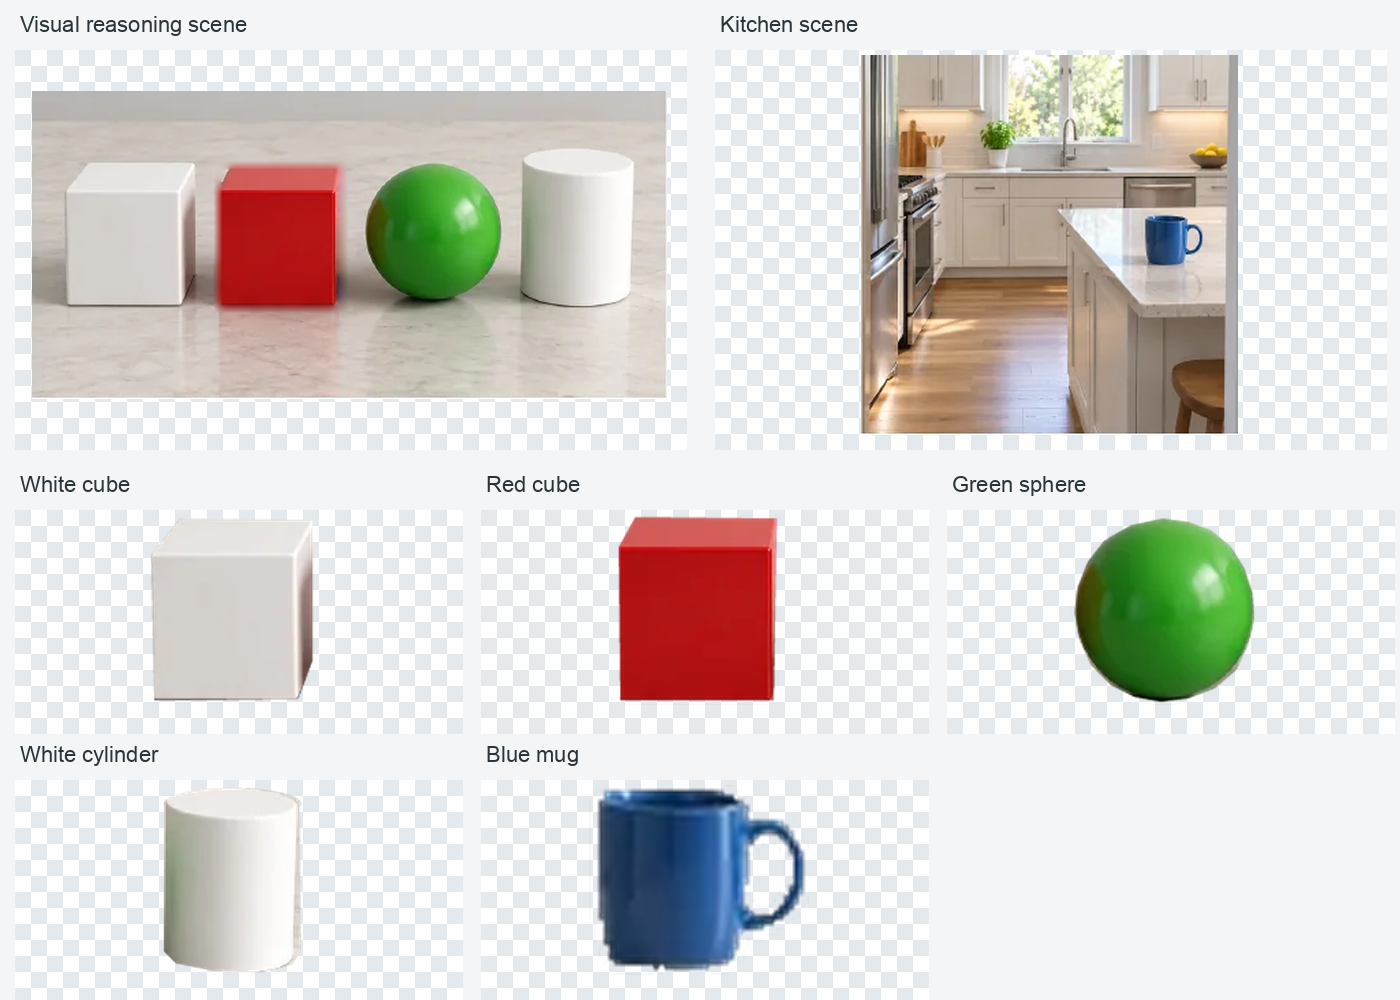 Visual reasoning scene
Kitchen scene
White cube
Red cube
Green sphere
White cylinder
Blue mug